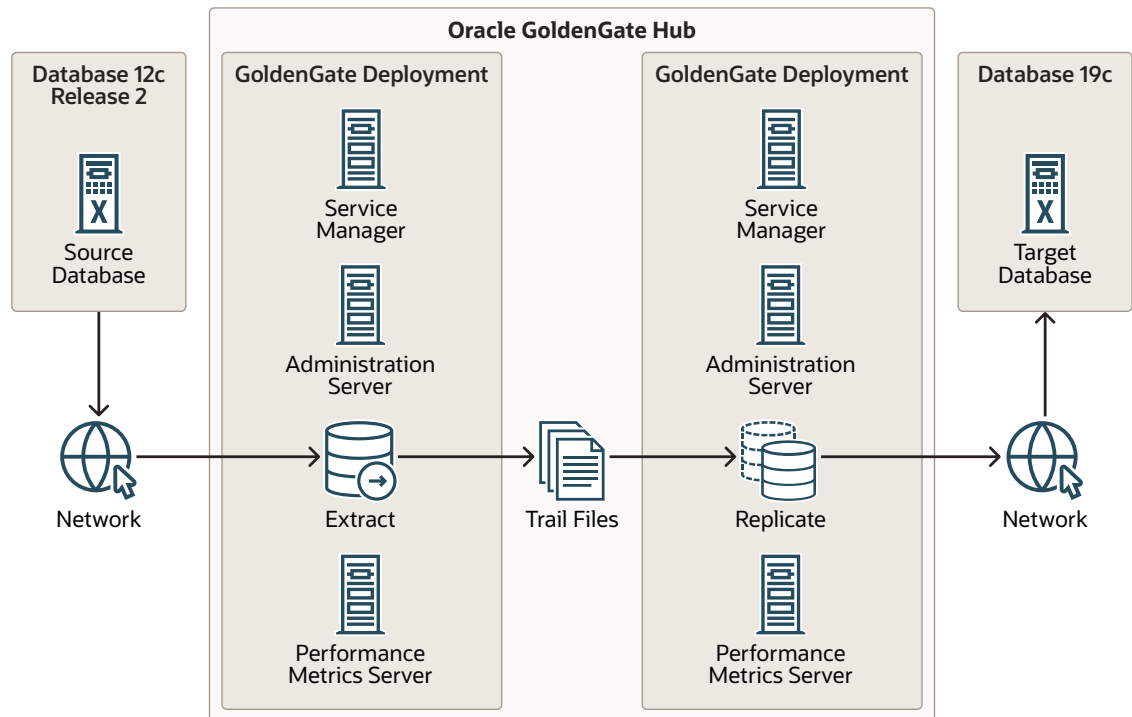 Oracle GoldenGate Hub
Database 12c
Release 2
Source
Database
Network
GoldenGate Deployment
Service
Manager
Administration
Server
Extract
Performance
Metrics Server
Trail Files
GoldenGate Deployment
Service
Manager
Administration
Server
Replicate
Performance
Metrics Server
Database 19c
Target
Database
Network